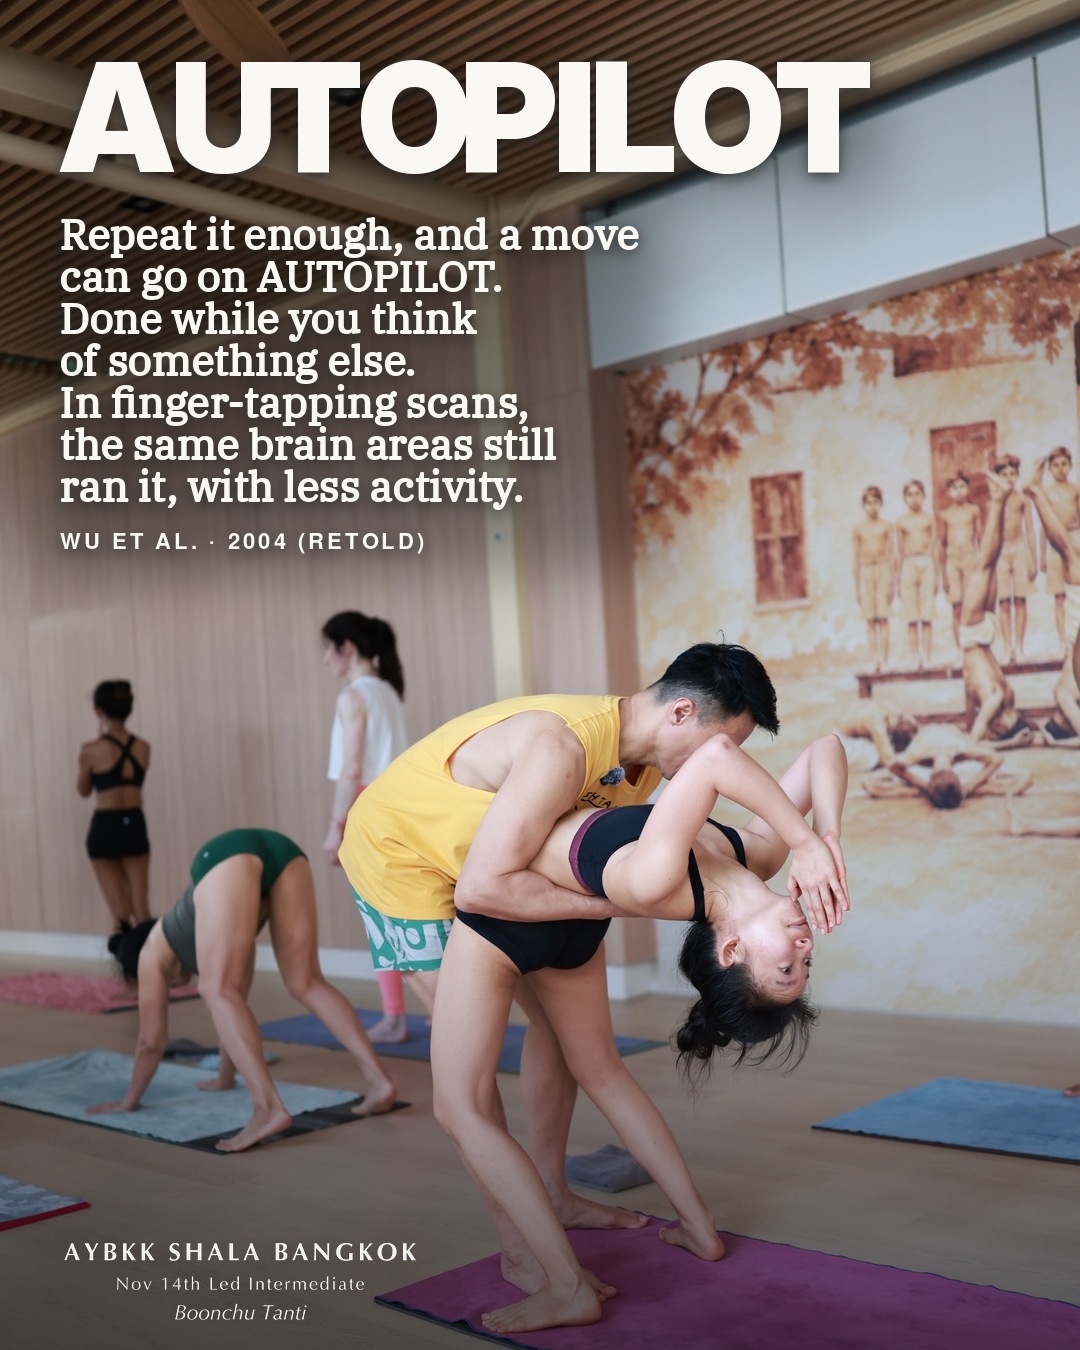 AUTOPILOT
Repeat it enough, and a move
can go on AUTOPILOT.
Done while you think
of something else.
In finger-tapping scans,
the same brain areas still
ran it, with less activity.
WU ET AL. · 2004 (RETOLD)
AYBKK SHALA BANGKOK
Nov 14th Led Intermediate
Boonchu Tanti